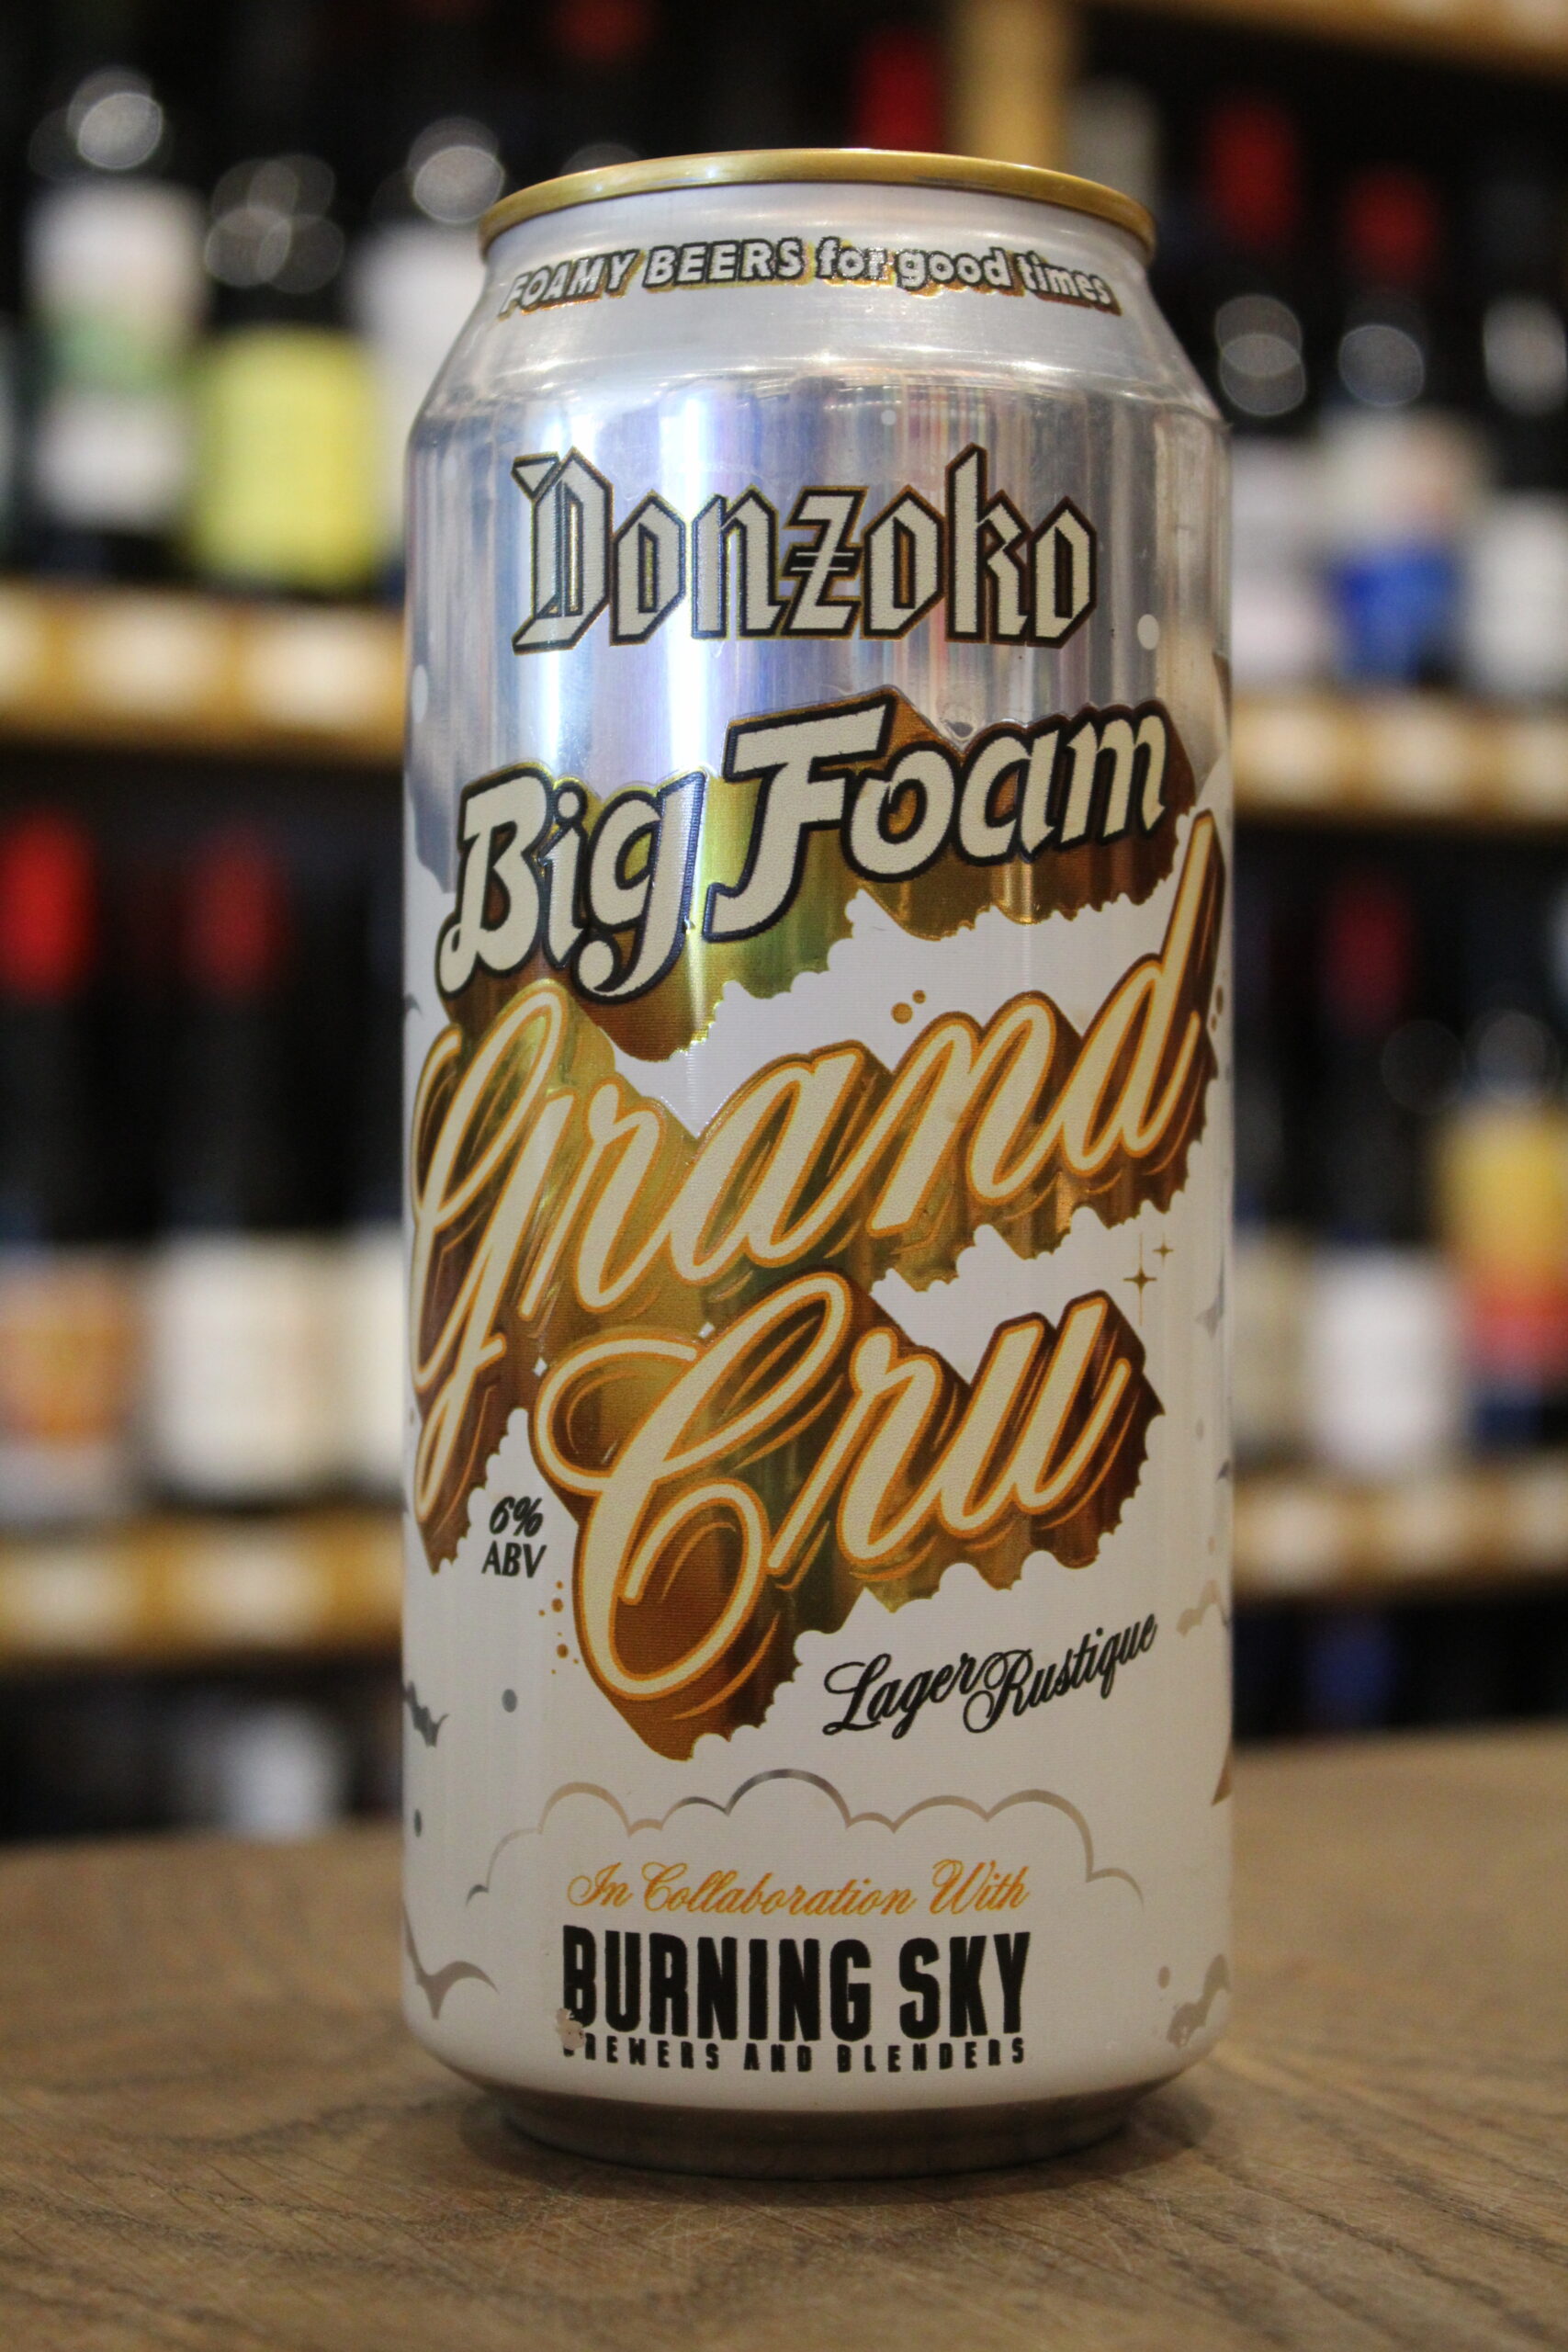 FOAMY BEERS for good times
Donzoko
Big Foam
Grand
Cru
6%
ABV
Lager Rustique
In Collaboration With
BURNING SKY
BREWERS AND BLENDERS